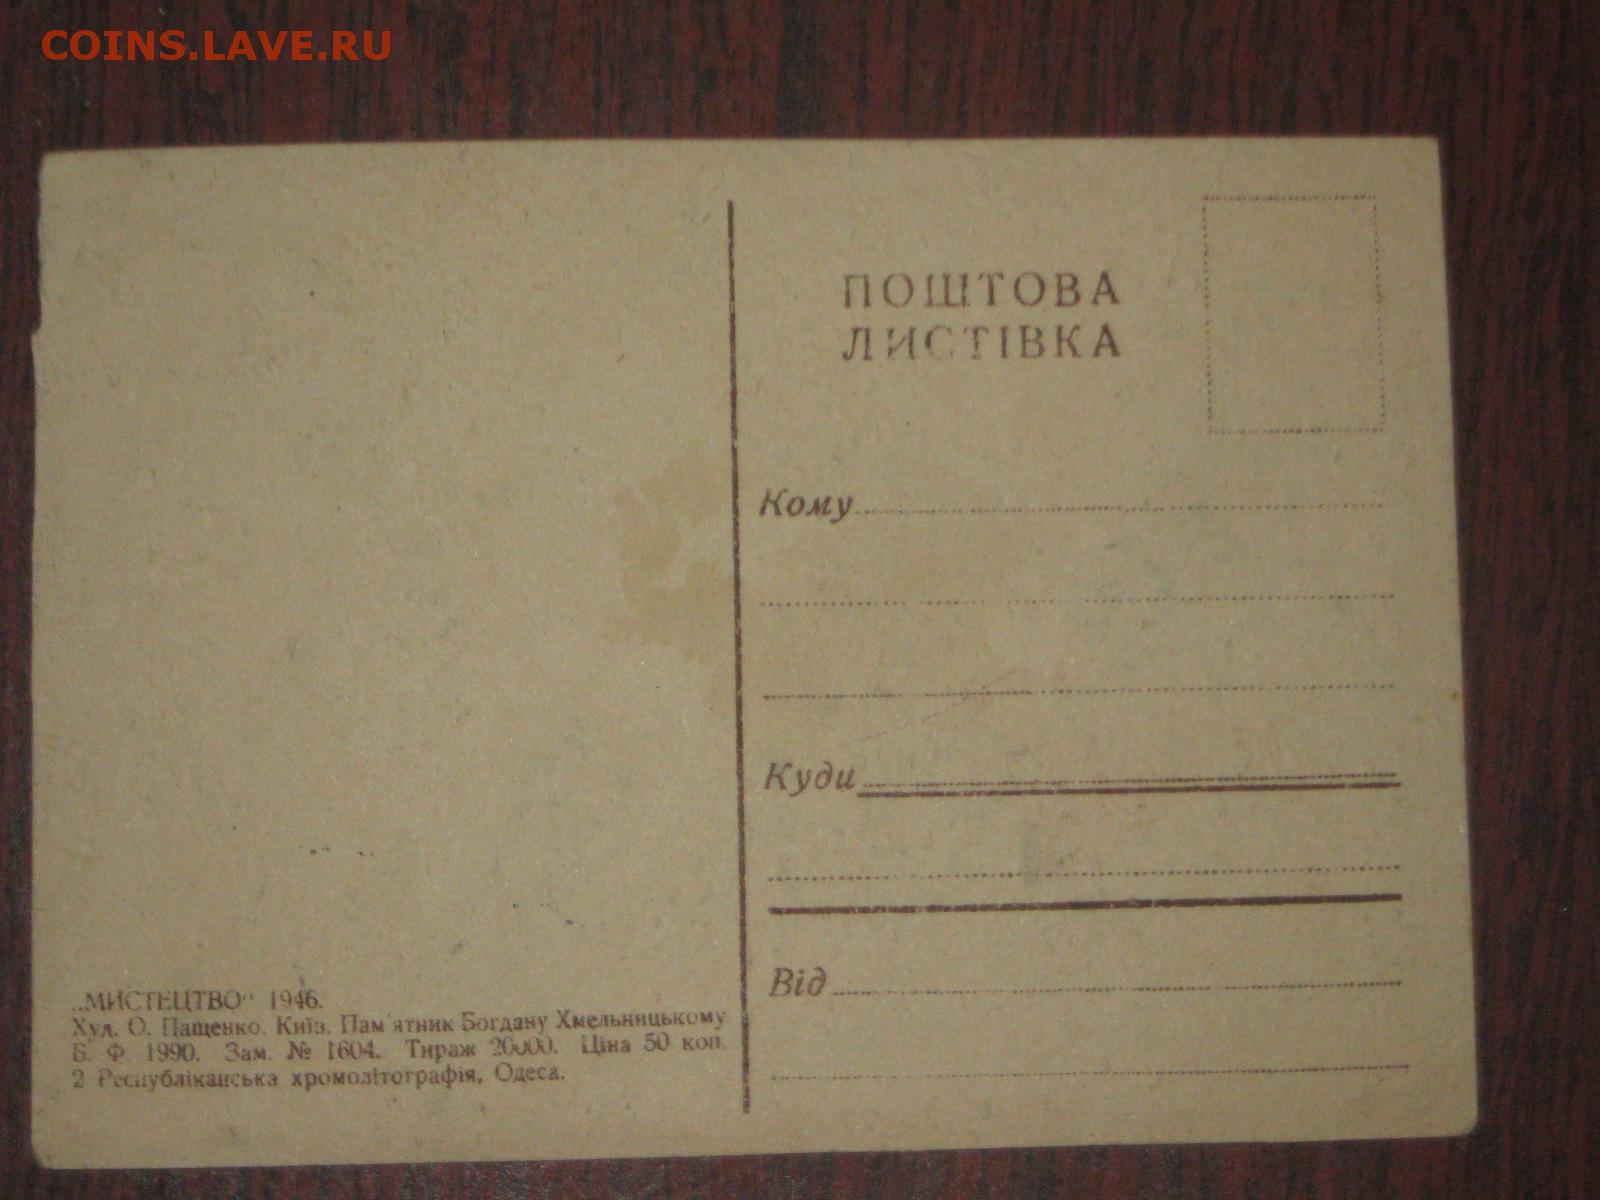 COINS.LAVE.RU
ПОШТОВА
ЛИСТІВКА
Кому
Куди
Від
„МИСТЕЦТВО“ 1946.
Худ. О. Пащенко. Київ. Пам'ятник Богдану Хмельницькому
Б. Ф. 1990. Зам. № 1604. Тираж 20000. Ціна 50 коп.
2 Республіканська хромолітографія, Одеса.